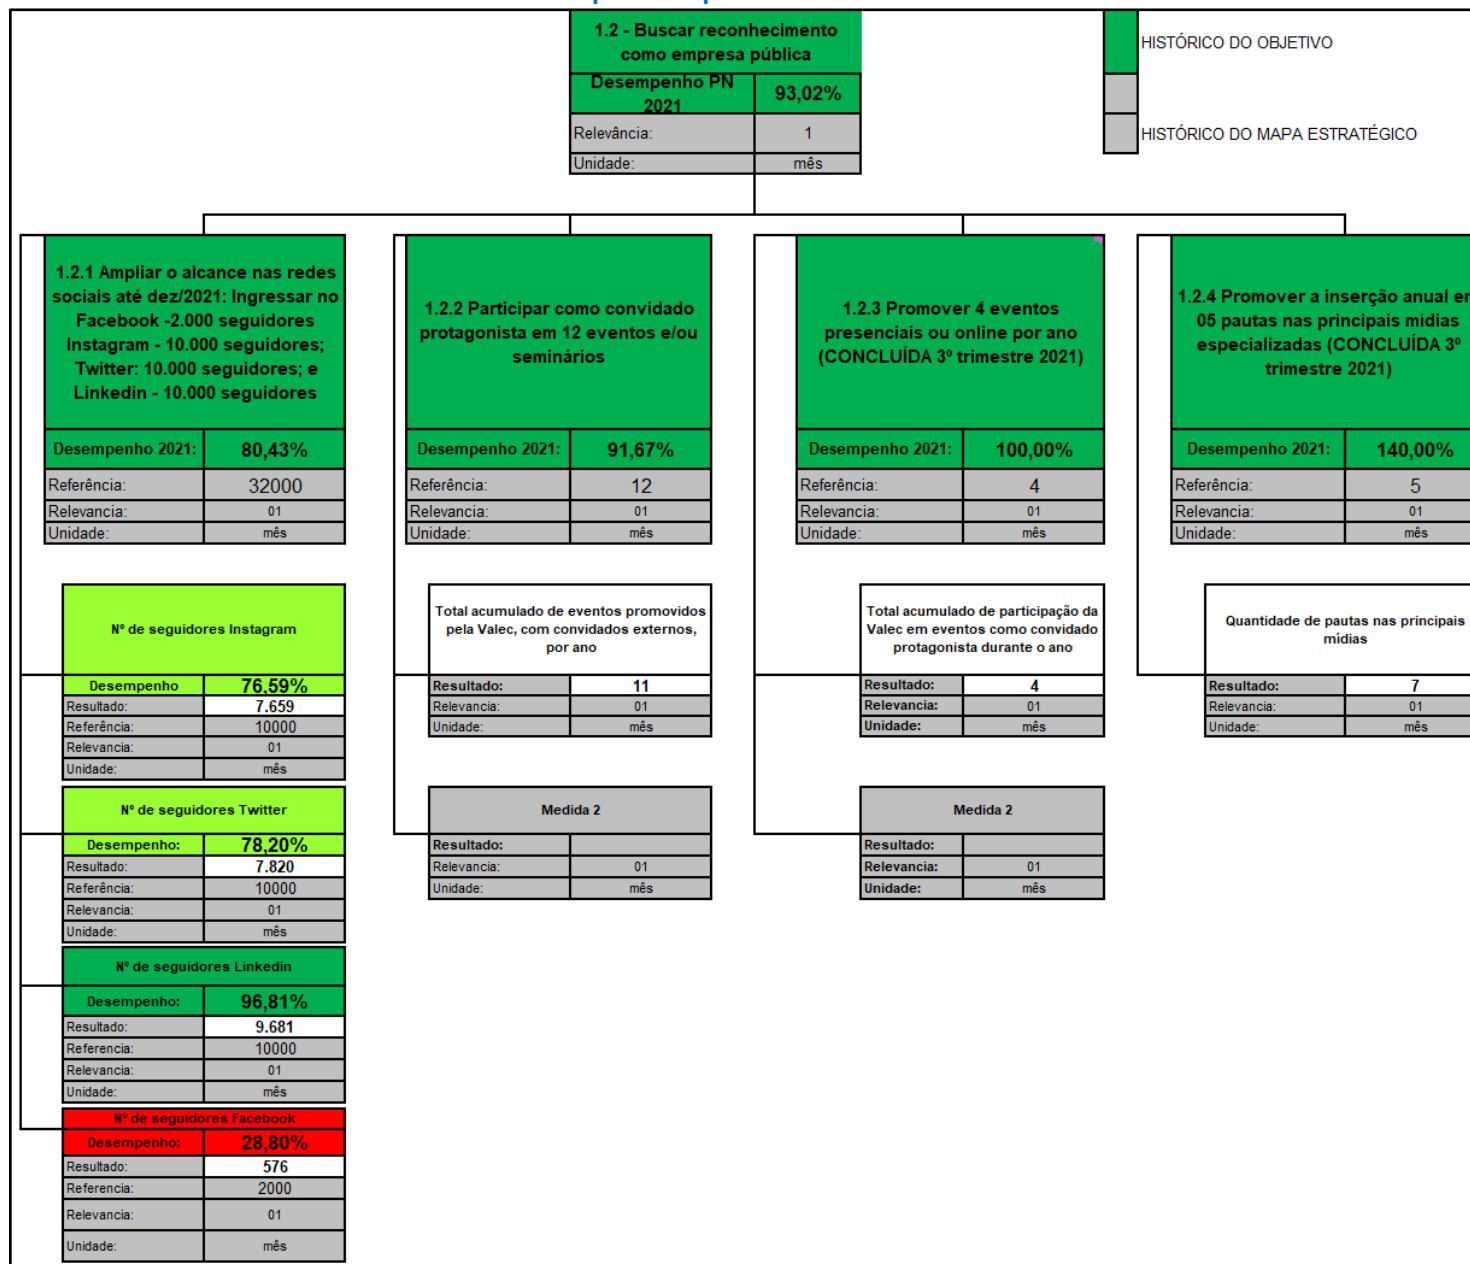 1.2 - Buscar reconhecimento
como empresa pública
Desempenho PN
2021
93,02%
Relevância:
1
Unidade:
mês
HISTÓRICO DO OBJETIVO
HISTÓRICO DO MAPA ESTRATÉGICO
1.2.1 Ampliar o alcance nas redes
sociais até dez/2021: Ingressar no
Facebook -2.000 seguidores
Instagram - 10.000 seguidores;
Twitter: 10.000 seguidores; e
Linkedin - 10.000 seguidores
Desempenho 2021:
80,43%
Referência:
32000
Relevancia:
01
Unidade:
mês
1.2.2 Participar como convidado
protagonista em 12 eventos e/ou
seminários
Desempenho 2021:
91,67%
Referência:
12
Relevancia:
01
Unidade:
mês
1.2.3 Promover 4 eventos
presenciais ou online por ano
(CONCLUÍDA 3º trimestre 2021)
Desempenho 2021:
100,00%
Referência:
4
Relevancia:
01
Unidade:
mês
1.2.4 Promover a inserção anual em
05 pautas nas principais mídias
especializadas (CONCLUÍDA 3º
trimestre 2021)
Desempenho 2021:
140,00%
Referência:
5
Relevancia:
01
Unidade:
mês
Nº de seguidores Instagram
Desempenho
76,59%
Resultado:
7.659
Referência:
10000
Relevancia:
01
Unidade:
mês
Total acumulado de eventos promovidos
pela Valec, com convidados externos,
por ano
Resultado:
11
Relevancia:
01
Unidade:
mês
Total acumulado de participação da
Valec em eventos como convidado
protagonista durante o ano
Resultado:
4
Relevancia:
01
Unidade:
mês
Quantidade de pautas nas principais
mídias
Resultado:
7
Relevancia:
01
Unidade:
mês
Nº de seguidores Twitter
Desempenho:
78,20%
Resultado:
7.820
Referência:
10000
Relevancia:
01
Unidade:
mês
Medida 2
Resultado:
Relevancia:
01
Unidade:
mês
Medida 2
Resultado:
Relevancia:
01
Unidade:
mês
Nº de seguidores Linkedin
Desempenho:
96,81%
Resultado:
9.681
Referencia:
10000
Relevancia:
01
Unidade:
mês
Nº de seguidores Facebook
Desempenho:
28,80%
Resultado:
576
Referencia:
2000
Relevancia:
01
Unidade:
mês